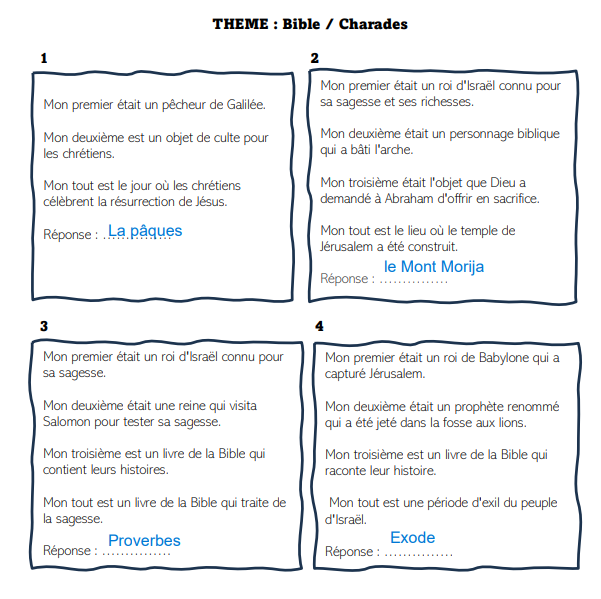 THEME : Bible / Charades
1
Mon premier était un pêcheur de Galilée.
Mon deuxième est un objet de culte pour
les chrétiens.
Mon tout est le jour où les chrétiens
célèbrent la résurrection de Jésus.
Réponse : ...............
La pâques
2
Mon premier était un roi d'Israël connu pour
sa sagesse et ses richesses.
Mon deuxième était un personnage biblique
qui a bâti l'arche.
Mon troisième était l'objet que Dieu a
demandé à Abraham d'offrir en sacrifice.
Mon tout est le lieu où le temple de
Jérusalem a été construit.
le Mont Morija
Réponse : ...............
3
Mon premier était un roi d'Israël connu pour
sa sagesse.
Mon deuxième était une reine qui visita
Salomon pour tester sa sagesse.
Mon troisième est un livre de la Bible qui
contient leurs histoires.
Mon tout est un livre de la Bible qui traite de
la sagesse.
Proverbes
Réponse : ...............
4
Mon premier était un roi de Babylone qui a
capturé Jérusalem.
Mon deuxième était un prophète renommé
qui a été jeté dans la fosse aux lions.
Mon troisième est un livre de la Bible qui
raconte leur histoire.
Mon tout est une période d'exil du peuple
d'Israël.
Exode
Réponse : ...............